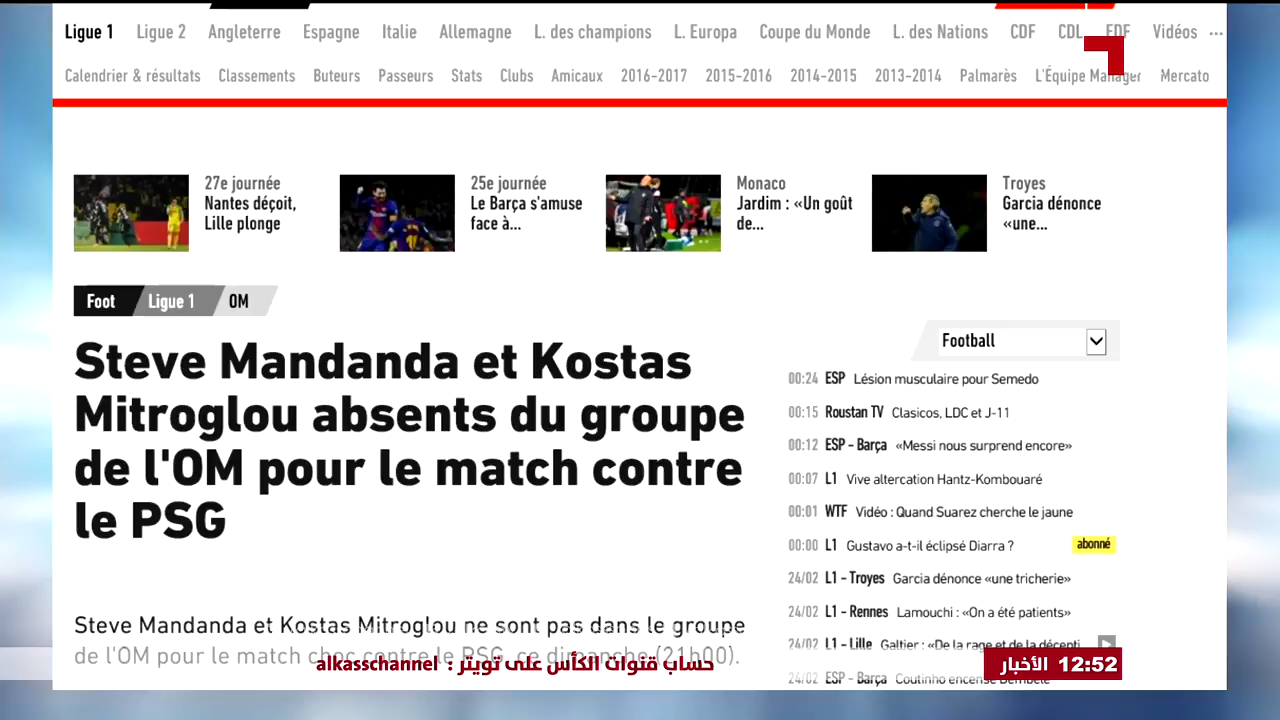 Ligue 1 Ligue 2 Angleterre Espagne Italie Allemagne L. des champions L. Europa Coupe du Monde L. des Nations CDF CDL EDF Vidéos ...
Calendrier & résultats Classements Buteurs Passeurs Stats Clubs Amicaux 2016-2017 2015-2016 2014-2015 2013-2014 Palmarès L'Équipe Manager Mercato
27e journée
Nantes déçoit,
Lille plonge
25e journée
Le Barça s'amuse
face à...
Monaco
Jardim : «Un goût
de...
Troyes
Garcia dénonce
«une...
Foot Ligue 1 OM
Steve Mandanda et Kostas
Mitroglou absents du groupe
de l'OM pour le match contre
le PSG
Steve Mandanda et Kostas Mitroglou ne sont pas dans le groupe
de l'OM pour le match choc contre le PSG, ce dimanche (21h00).
Football
00:24 ESP Lésion musculaire pour Semedo
00:15 Roustan TV Clasicos, LDC et J-11
00:12 ESP - Barça «Messi nous surprend encore»
00:07 L1 Vive altercation Hantz-Kombouaré
00:01 WTF Vidéo : Quand Suarez cherche le jaune
00:00 L1 Gustavo a-t-il éclipsé Diarra ? abonné
24/02 L1 - Troyes Garcia dénonce «une tricherie»
24/02 L1 - Rennes Lamouchi : «On a été patients»
24/02 L1 - Lille Galtier : «De la rage et de la décepti
24/02 ESP - Barça Coutinho encense Dembélé
حساب قنوات الكأس على تويتر : alkasschannel
الأخبار 12:52